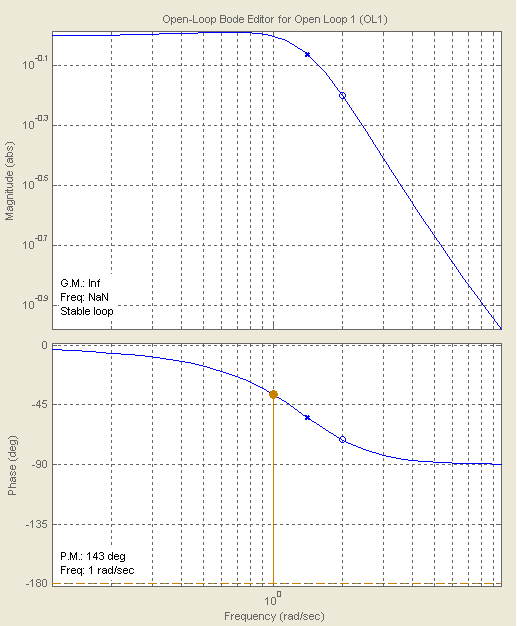 Open-Loop Bode Editor for Open Loop 1 (OL1)
Magnitude (abs)
10^-0.1
10^-0.3
10^-0.5
10^-0.7
10^-0.9
G.M.: Inf
Freq: NaN
Stable loop
Phase (deg)
0
-45
-90
-135
-180
P.M.: 143 deg
Freq: 1 rad/sec
10^0
Frequency (rad/sec)